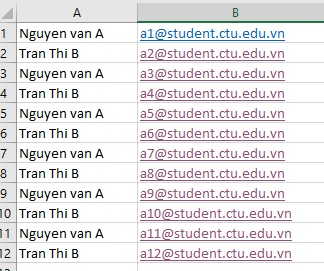 A B
1 Nguyen van A a1@student.ctu.edu.vn
2 Tran Thi B a2@student.ctu.edu.vn
3 Nguyen van A a3@student.ctu.edu.vn
4 Tran Thi B a4@student.ctu.edu.vn
5 Nguyen van A a5@student.ctu.edu.vn
6 Tran Thi B a6@student.ctu.edu.vn
7 Nguyen van A a7@student.ctu.edu.vn
8 Tran Thi B a8@student.ctu.edu.vn
9 Nguyen van A a9@student.ctu.edu.vn
10 Tran Thi B a10@student.ctu.edu.vn
11 Nguyen van A a11@student.ctu.edu.vn
12 Tran Thi B a12@student.ctu.edu.vn